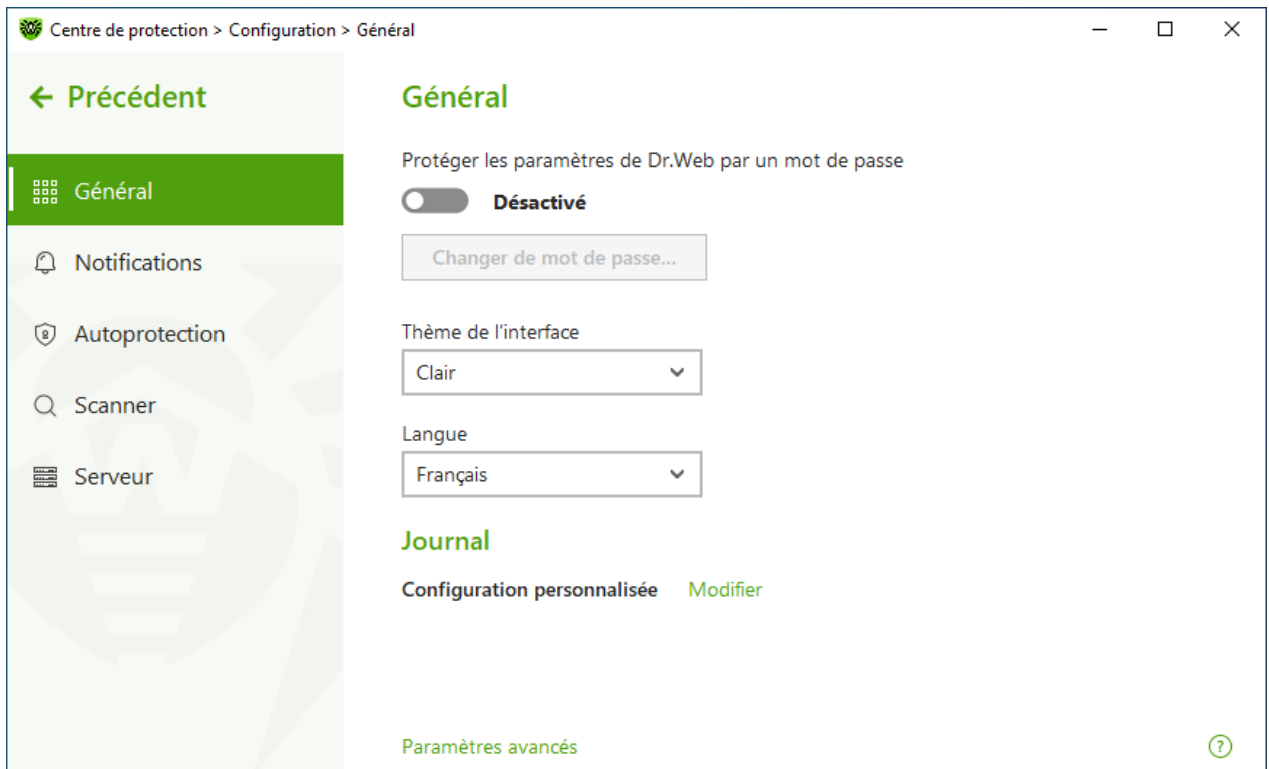 Centre de protection > Configuration > Général
Précédent
Général
Notifications
Autoprotection
Scanner
Serveur
Général
Protéger les paramètres de Dr.Web par un mot de passe
Désactivé
Changer de mot de passe...
Thème de l'interface
Clair
Langue
Français
Journal
Configuration personnalisée Modifier
Paramètres avancés
?